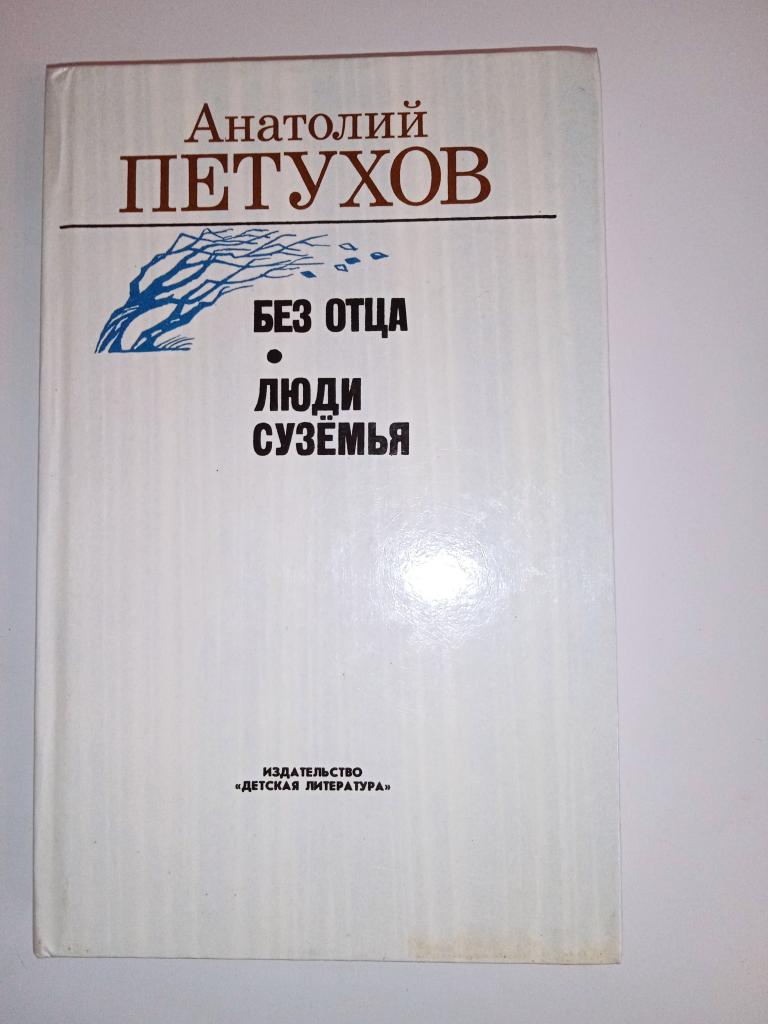 Анатолий
ПЕТУХОВ
БЕЗ ОТЦА
•
ЛЮДИ
СУЗЁМЬЯ
ИЗДАТЕЛЬСТВО
«ДЕТСКАЯ ЛИТЕРАТУРА»